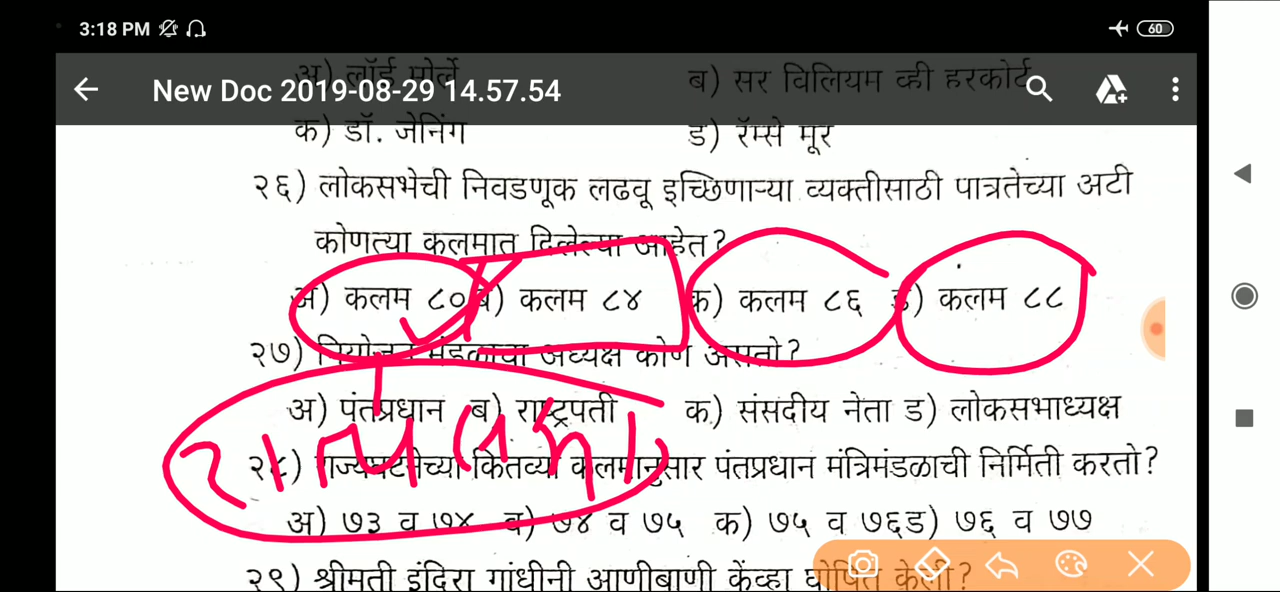 3:18 PM 60
New Doc 2019-08-29 14.57.54
अ) लॉर्ड मोर्ले ब) सर विलियम व्ही हरकोर्ट
क) डॉ. जेनिंग ड) रॅम्से मूर
२६) लोकसभेची निवडणूक लढवू इच्छिणाऱ्या व्यक्तीसाठी पात्रतेच्या अटी
कोणत्या कलमात दिलेल्या आहेत?
अ) कलम ८० ब) कलम ८४ क) कलम ८६ ड) कलम ८८
२७) नियोजन मंडळाचा अध्यक्ष कोण असतो?
अ) पंतप्रधान ब) राष्ट्रपती क) संसदीय नेता ड) लोकसभाध्यक्ष
२८) राज्यघटनेच्या कितव्या कलमानुसार पंतप्रधान मंत्रिमंडळाची निर्मिती करतो?
अ) ७३ व ७४ ब) ७४ व ७५ क) ७५ व ७६ ड) ७६ व ७७
२९) श्रीमती इंदिरा गांधीनी आणीबाणी केंव्हा घोषित केली?